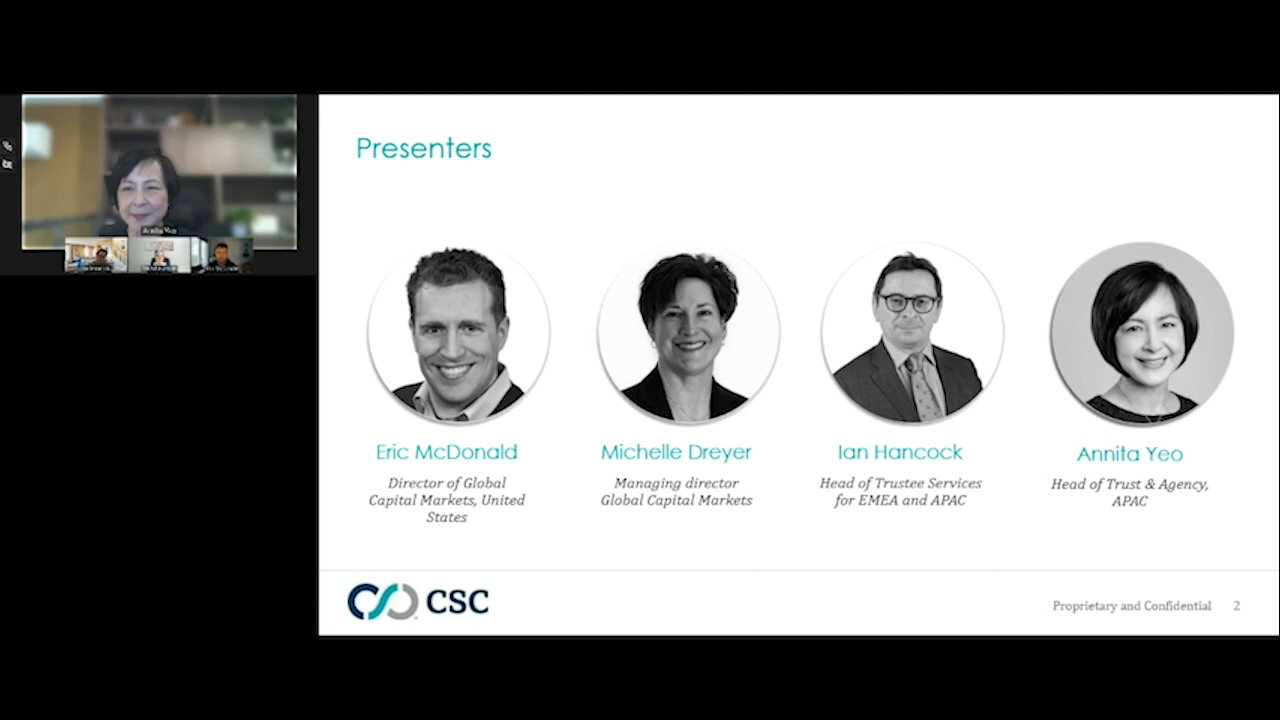 Presenters
Annita Yeo
Eric McDonald
Director of Global
Capital Markets, United
States
Michelle Dreyer
Managing director
Global Capital Markets
Ian Hancock
Head of Trustee Services
for EMEA and APAC
Annita Yeo
Head of Trust & Agency,
APAC
CSC
Proprietary and Confidential 2